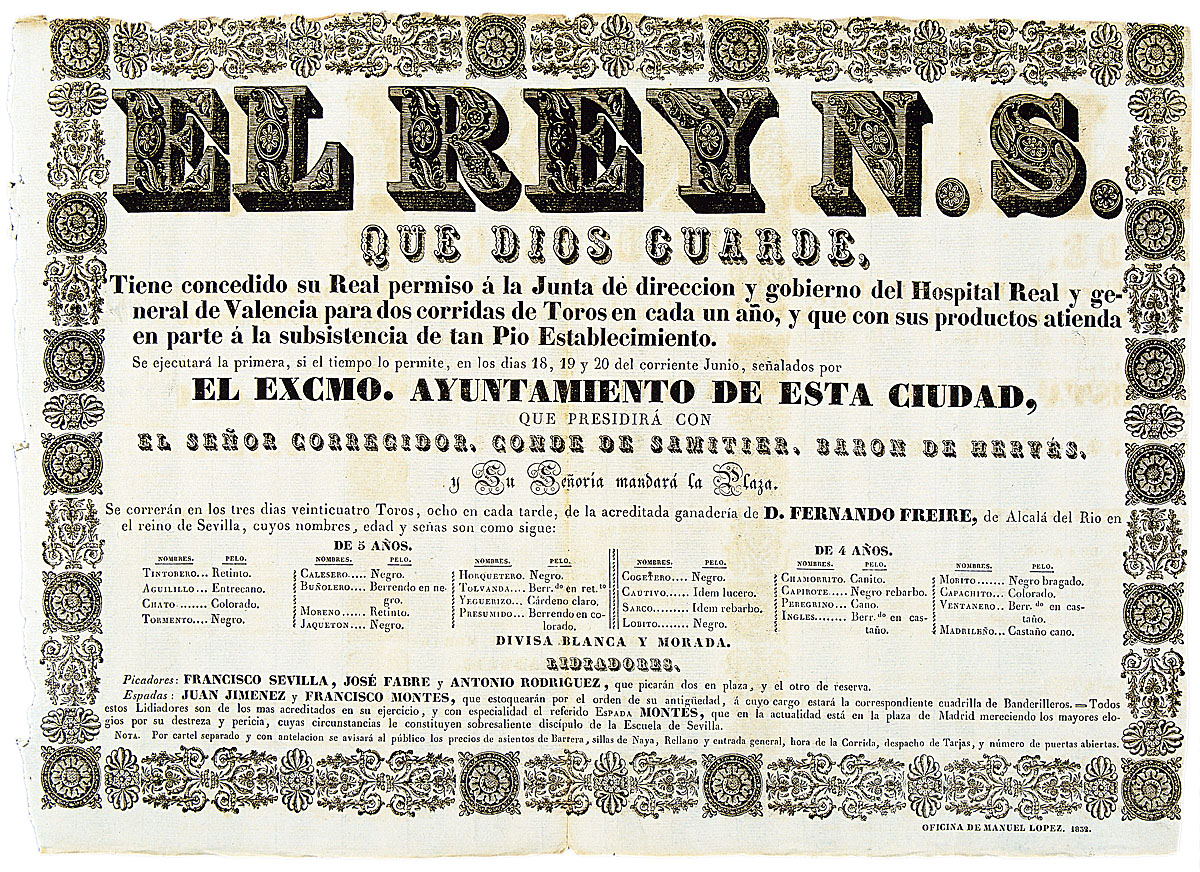 EL REY N. S.
QUE DIOS GUARDE,
Tiene concedido su Real permiso á la Junta de direccion y gobierno del Hospital Real y ge-
neral de Valencia para dos corridas de Toros en cada un año, y que con sus productos atienda
en parte á la subsistencia de tan Pio Establecimiento.
Se ejecutará la primera, si el tiempo lo permite, en los dias 18, 19 y 20 del corriente Junio, señalados por
EL EXCMO. AYUNTAMIENTO DE ESTA CIUDAD,
QUE PRESIDIRÁ CON
EL SEÑOR CORREGIDOR, CONDE DE SAMITIER, BARON DE HERVÉS,
y Su Señoría mandará la Plaza.
Se correrán en los tres dias veinticuatro Toros, ocho en cada tarde, de la acreditada ganadería de D. FERNANDO FREIRE, de Alcalá del Rio en
el reino de Sevilla, cuyos nombres, edad y señas son como sigue:
DE 5 AÑOS.
NOMBRES. PELO.
TINTORERO... Retinto.
AGUILILLO... Entrecano.
CHATO....... Colorado.
TORMENTO.... Negro.
NOMBRES. PELO.
CALESERO..... Negro.
BUÑOLERO.... Berrendo en ne-
gro.
MORENO...... Retinto.
JAQUETON.... Negro.
NOMBRES. PELO.
HORQUETERO. Negro.
TOLVANDA.... Berr.do en ret.to
YEGUERIZO... Cárdeno claro.
PRESUMIDO... Berrendo en co-
lorado.
DE 4 AÑOS.
NOMBRES. PELO.
COGETERO.... Negro.
CAUTIVO..... Idem lucero.
SARCO........ Idem rebarbo.
LOBITO....... Negro.
NOMBRES. PELO.
CHAMORRITO. Canito.
CAPIROTE.... Negro rebarbo.
PEREGRINO... Cano.
INGLES........ Berr.do en cas-
taño.
NOMBRES. PELO.
MORITO....... Negro bragado.
CAPACHITO... Colorado.
VENTANERO.. Berr.do en cas-
taño.
MADRILEÑO... Castaño cano.
DIVISA BLANCA Y MORADA.
LIDIADORES.
Picadores: FRANCISCO SEVILLA, JOSÉ FABRE y ANTONIO RODRIGUEZ, que picarán dos en plaza, y el otro de reserva.
Espadas: JUAN JIMENEZ y FRANCISCO MONTES, que estoquearán por el orden de su antigüedad, á cuyo cargo estará la correspondiente cuadrilla de Banderilleros.=Todos
estos Lidiadores son de los mas acreditados en su ejercicio, y con especialidad el referido ESPADA MONTES, que en la actualidad está en la plaza de Madrid mereciendo los mayores elo-
gios por su destreza y pericia, cuyas circunstancias le constituyen sobresaliente discípulo de la Escuela de Sevilla.
NOTA. Por cartel separado y con antelacion se avisará al público los precios de asientos de Barrera, sillas de Naya, Rellano y entrada general, hora de la Corrida, despacho de Tarjas, y número de puertas abiertas.
OFICINA DE MANUEL LOPEZ. 1832.